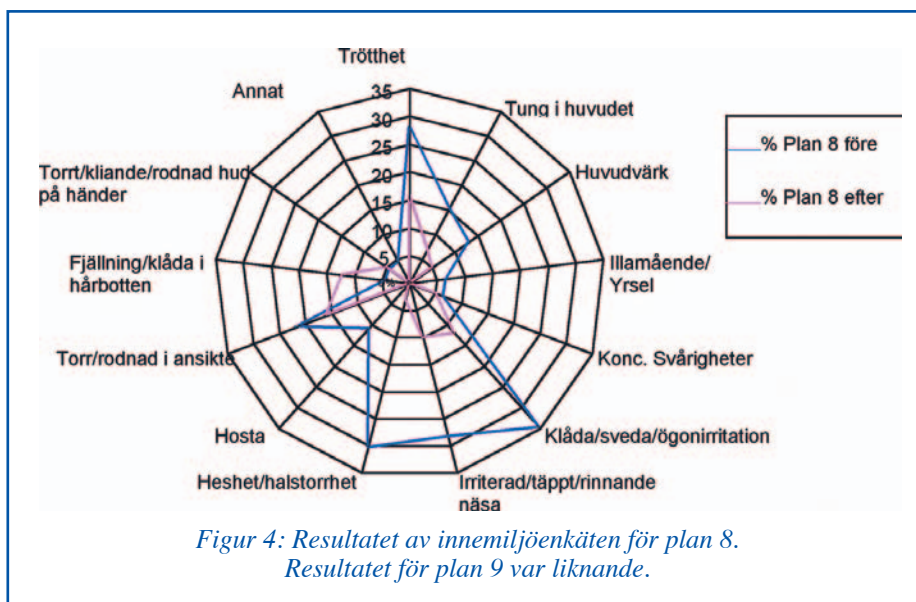 Trötthet
Annat
Tung i huvudet
35
30
25
20
15
10
5
%
% Plan 8 före
% Plan 8 efter
Huvudvärk
Torrt/kliande/rodnad hud
på händer
Fjällning/klåda i
hårbotten
Illamående/
Yrsel
Torr/rodnad i ansikte
Konc. Svårigheter
Hosta
Klåda/sveda/ögonirritation
Heshet/halstorrhet
Irriterad/täppt/rinnande
näsa
Figur 4: Resultatet av innemiljöenkäten för plan 8.
Resultatet för plan 9 var liknande.